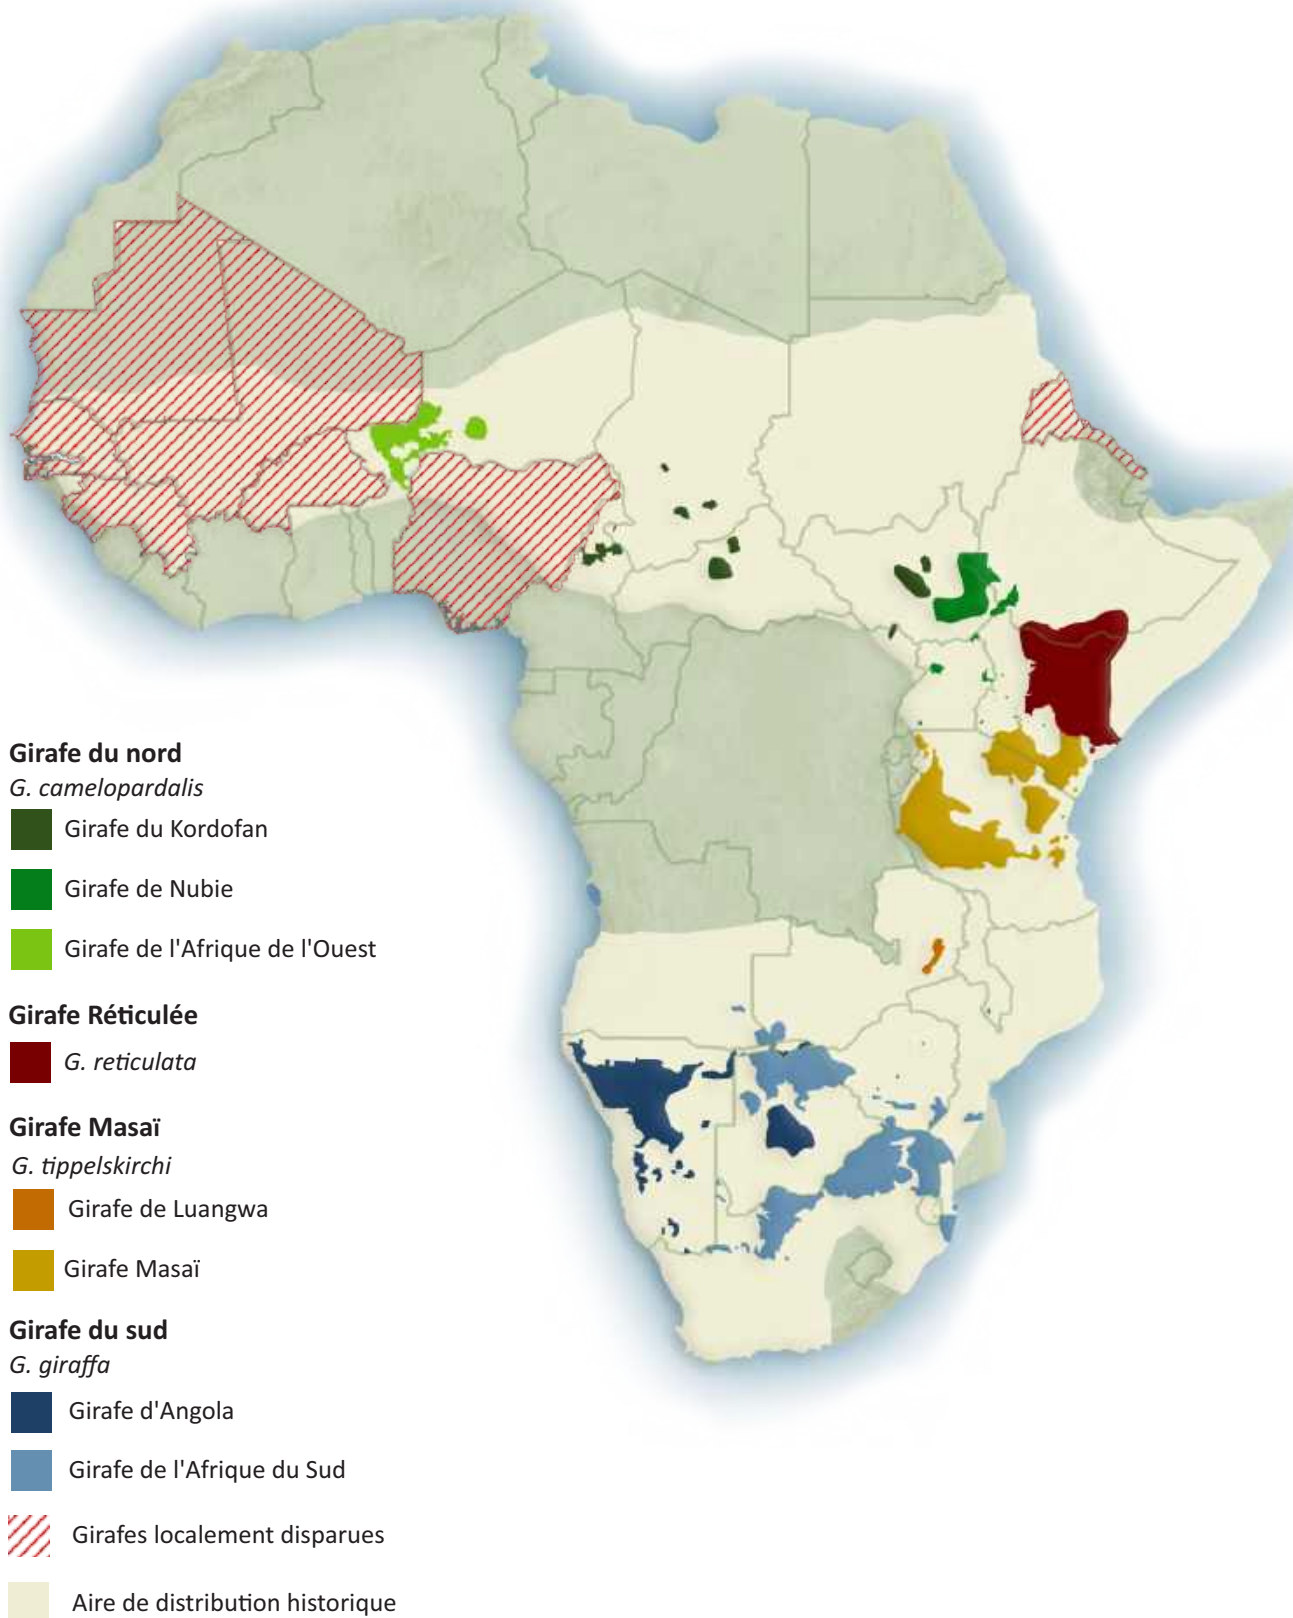 Girafe du nord
G. camelopardalis
Girafe du Kordofan
Girafe de Nubie
Girafe de l'Afrique de l'Ouest
Girafe Réticulée
G. reticulata
Girafe Masaï
G. tippelskirchi
Girafe de Luangwa
Girafe Masaï
Girafe du sud
G. giraffa
Girafe d'Angola
Girafe de l'Afrique du Sud
Girafes localement disparues
Aire de distribution historique